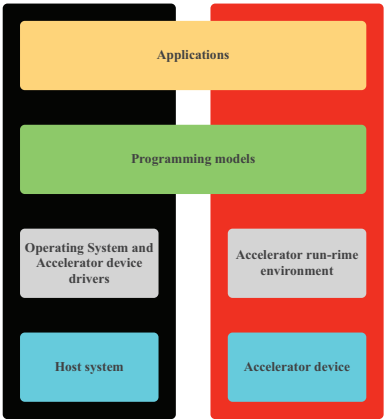 Applications
Programming models
Operating System and
Accelerator device
drivers
Accelerator run-rime
environment
Host system
Accelerator device